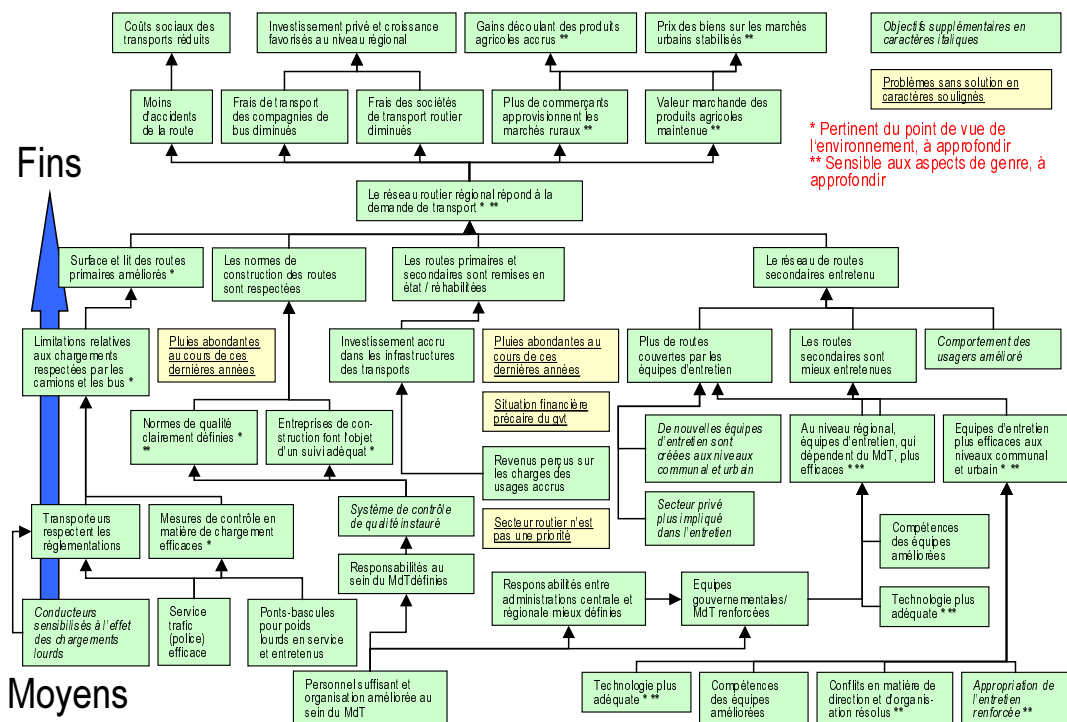 Coûts sociaux des
transports réduits
Investissement privé et croissance
favorisés au niveau régional
Gains découlant des produits
agricoles accrus **
Prix des biens sur les marchés
urbains stabilisés **
Objectifs supplémentaires en
caractères italiques
Problèmes sans solution en
caractères soulignés
* Pertinent du point de vue de
l'environnement, à approfondir
** Sensible aux aspects de genre, à
approfondir
Moins
d'accidents
de la route
Frais de transport
des compagnies de
bus diminués
Frais des sociétés
de transport routier
diminués
Plus de commerçants
approvisionnent les
marchés ruraux **
Valeur marchande des
produits agricoles
maintenue **
Fins
Le réseau routier régional répond à la
demande de transport * **
Surface et lit des routes
primaires améliorés *
Les normes de
construction des routes
sont respectées
Les routes primaires et
secondaires sont remises en
état / réhabilitées
Le réseau de routes
secondaires entretenu
Limitations relatives
aux chargements
respectées par les
camions et les bus *
Pluies abondantes
au cours de ces
dernières années
Investissement accru
dans les infrastructures
des transports
Pluies abondantes au
cours de ces
dernières années
Plus de routes
couvertes par les
équipes d'entretien
Les routes
secondaires sont
mieux entretenues
Comportement des
usagers amélioré
Situation financière
précaire du gvt
Normes de qualité
clairement définies *
**
Entreprises de con-
struction font l'objet
d'un suivi adéquat *
De nouvelles équipes
d'entretien sont
créées aux niveaux
communal et urbain
Au niveau régional,
équipes d'entretien, qui
dépendent du MdT, plus
efficaces * **
Equipes d'entretien
plus efficaces aux
niveaux communal
et urbain * **
Revenus perçus sur
les charges des
usages accrus
Transporteurs
respectent les
réglementations
Mesures de contrôle en
matière de chargement
efficaces *
Système de contrôle
de qualité instauré
Secteur routier n'est
pas une priorité
Secteur privé
plus impliqué
dans l'entretien
Compétences
des équipes
améliorées
Responsabilités au
sein du MdTdéfinies
Responsabilités entre
administrations centrale et
régionale mieux définies
Equipes
gouvernementales/
MdT renforcées
Technologie plus
adéquate * **
Conducteurs
sensibilisés à l'effet
des chargements
lourds
Service
trafic
(police)
efficace
Ponts-bascules
pour poids
lourds en service
et entretenus
Moyens
Personnel suffisant et
organisation améliorée au
sein du MdT
Technologie plus
adéquate * **
Compétences
des équipes
améliorées
Conflits en matière de
direction et d'organi-
sation résolus **
Appropriation de
l'entretien
renforcée **